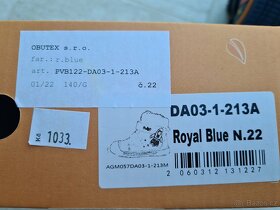 OBUTEX s.r.o.
far.: r.blue
art. PVB122-DA03-1-213A
01/22 140/G č.22
Kč 1033.
DA03-1-213A
Royal Blue N.22
AGM057DA03-1-213M
2 060312 131227